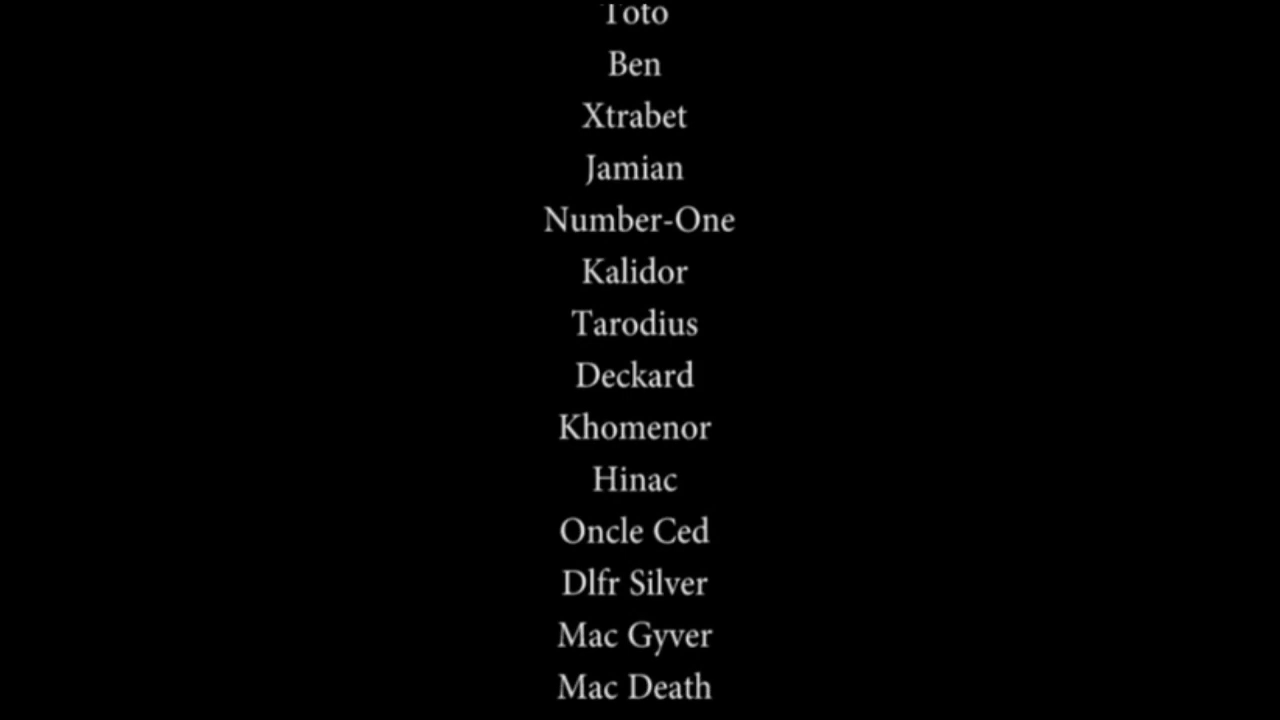 Toto
Ben
Xtrabet
Jamian
Number-One
Kalidor
Tarodius
Deckard
Khomenor
Hinac
Oncle Ced
Dlfr Silver
Mac Gyver
Mac Death